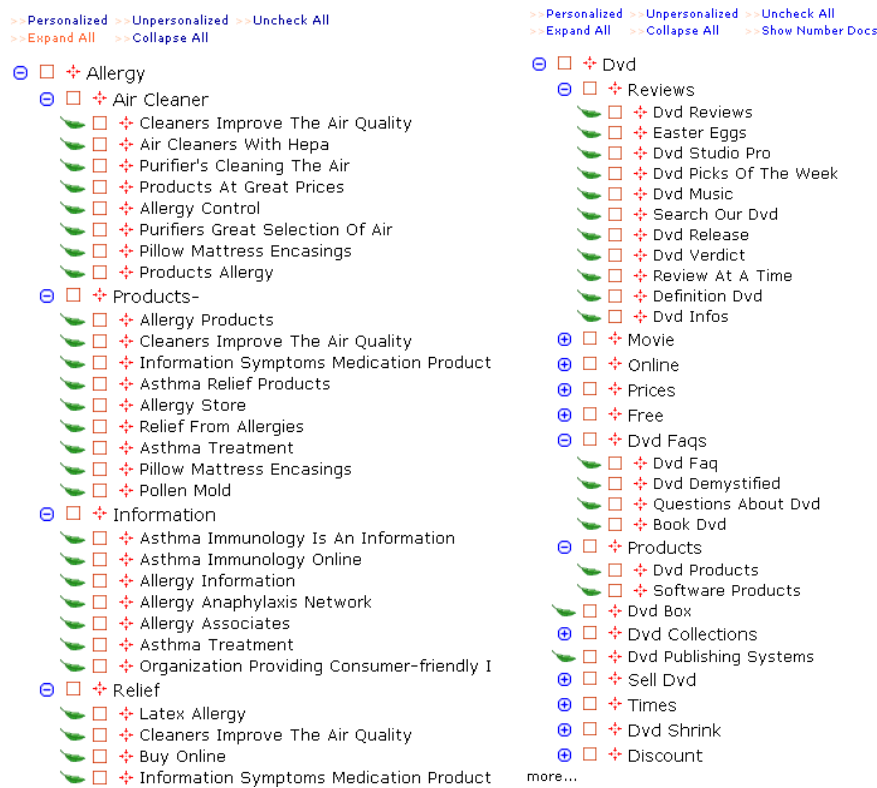 >>Personalized >>Unpersonalized >>Uncheck All
>>Expand All >>Collapse All
Allergy
Air Cleaner
Cleaners Improve The Air Quality
Air Cleaners With Hepa
Purifier's Cleaning The Air
Products At Great Prices
Allergy Control
Purifiers Great Selection Of Air
Pillow Mattress Encasings
Products Allergy
Products-
Allergy Products
Cleaners Improve The Air Quality
Information Symptoms Medication Product
Asthma Relief Products
Allergy Store
Relief From Allergies
Asthma Treatment
Pillow Mattress Encasings
Pollen Mold
Information
Asthma Immunology Is An Information
Asthma Immunology Online
Allergy Information
Allergy Anaphylaxis Network
Allergy Associates
Asthma Treatment
Organization Providing Consumer-friendly I
Relief
Latex Allergy
Cleaners Improve The Air Quality
Buy Online
Information Symptoms Medication Product
>>Personalized >>Unpersonalized >>Uncheck All
>>Expand All >>Collapse All >>Show Number Docs
Dvd
Reviews
Dvd Reviews
Easter Eggs
Dvd Studio Pro
Dvd Picks Of The Week
Dvd Music
Search Our Dvd
Dvd Release
Dvd Verdict
Review At A Time
Definition Dvd
Dvd Infos
Movie
Online
Prices
Free
Dvd Faqs
Dvd Faq
Dvd Demystified
Questions About Dvd
Book Dvd
Products
Dvd Products
Software Products
Dvd Box
Dvd Collections
Dvd Publishing Systems
Sell Dvd
Times
Dvd Shrink
Discount
more...